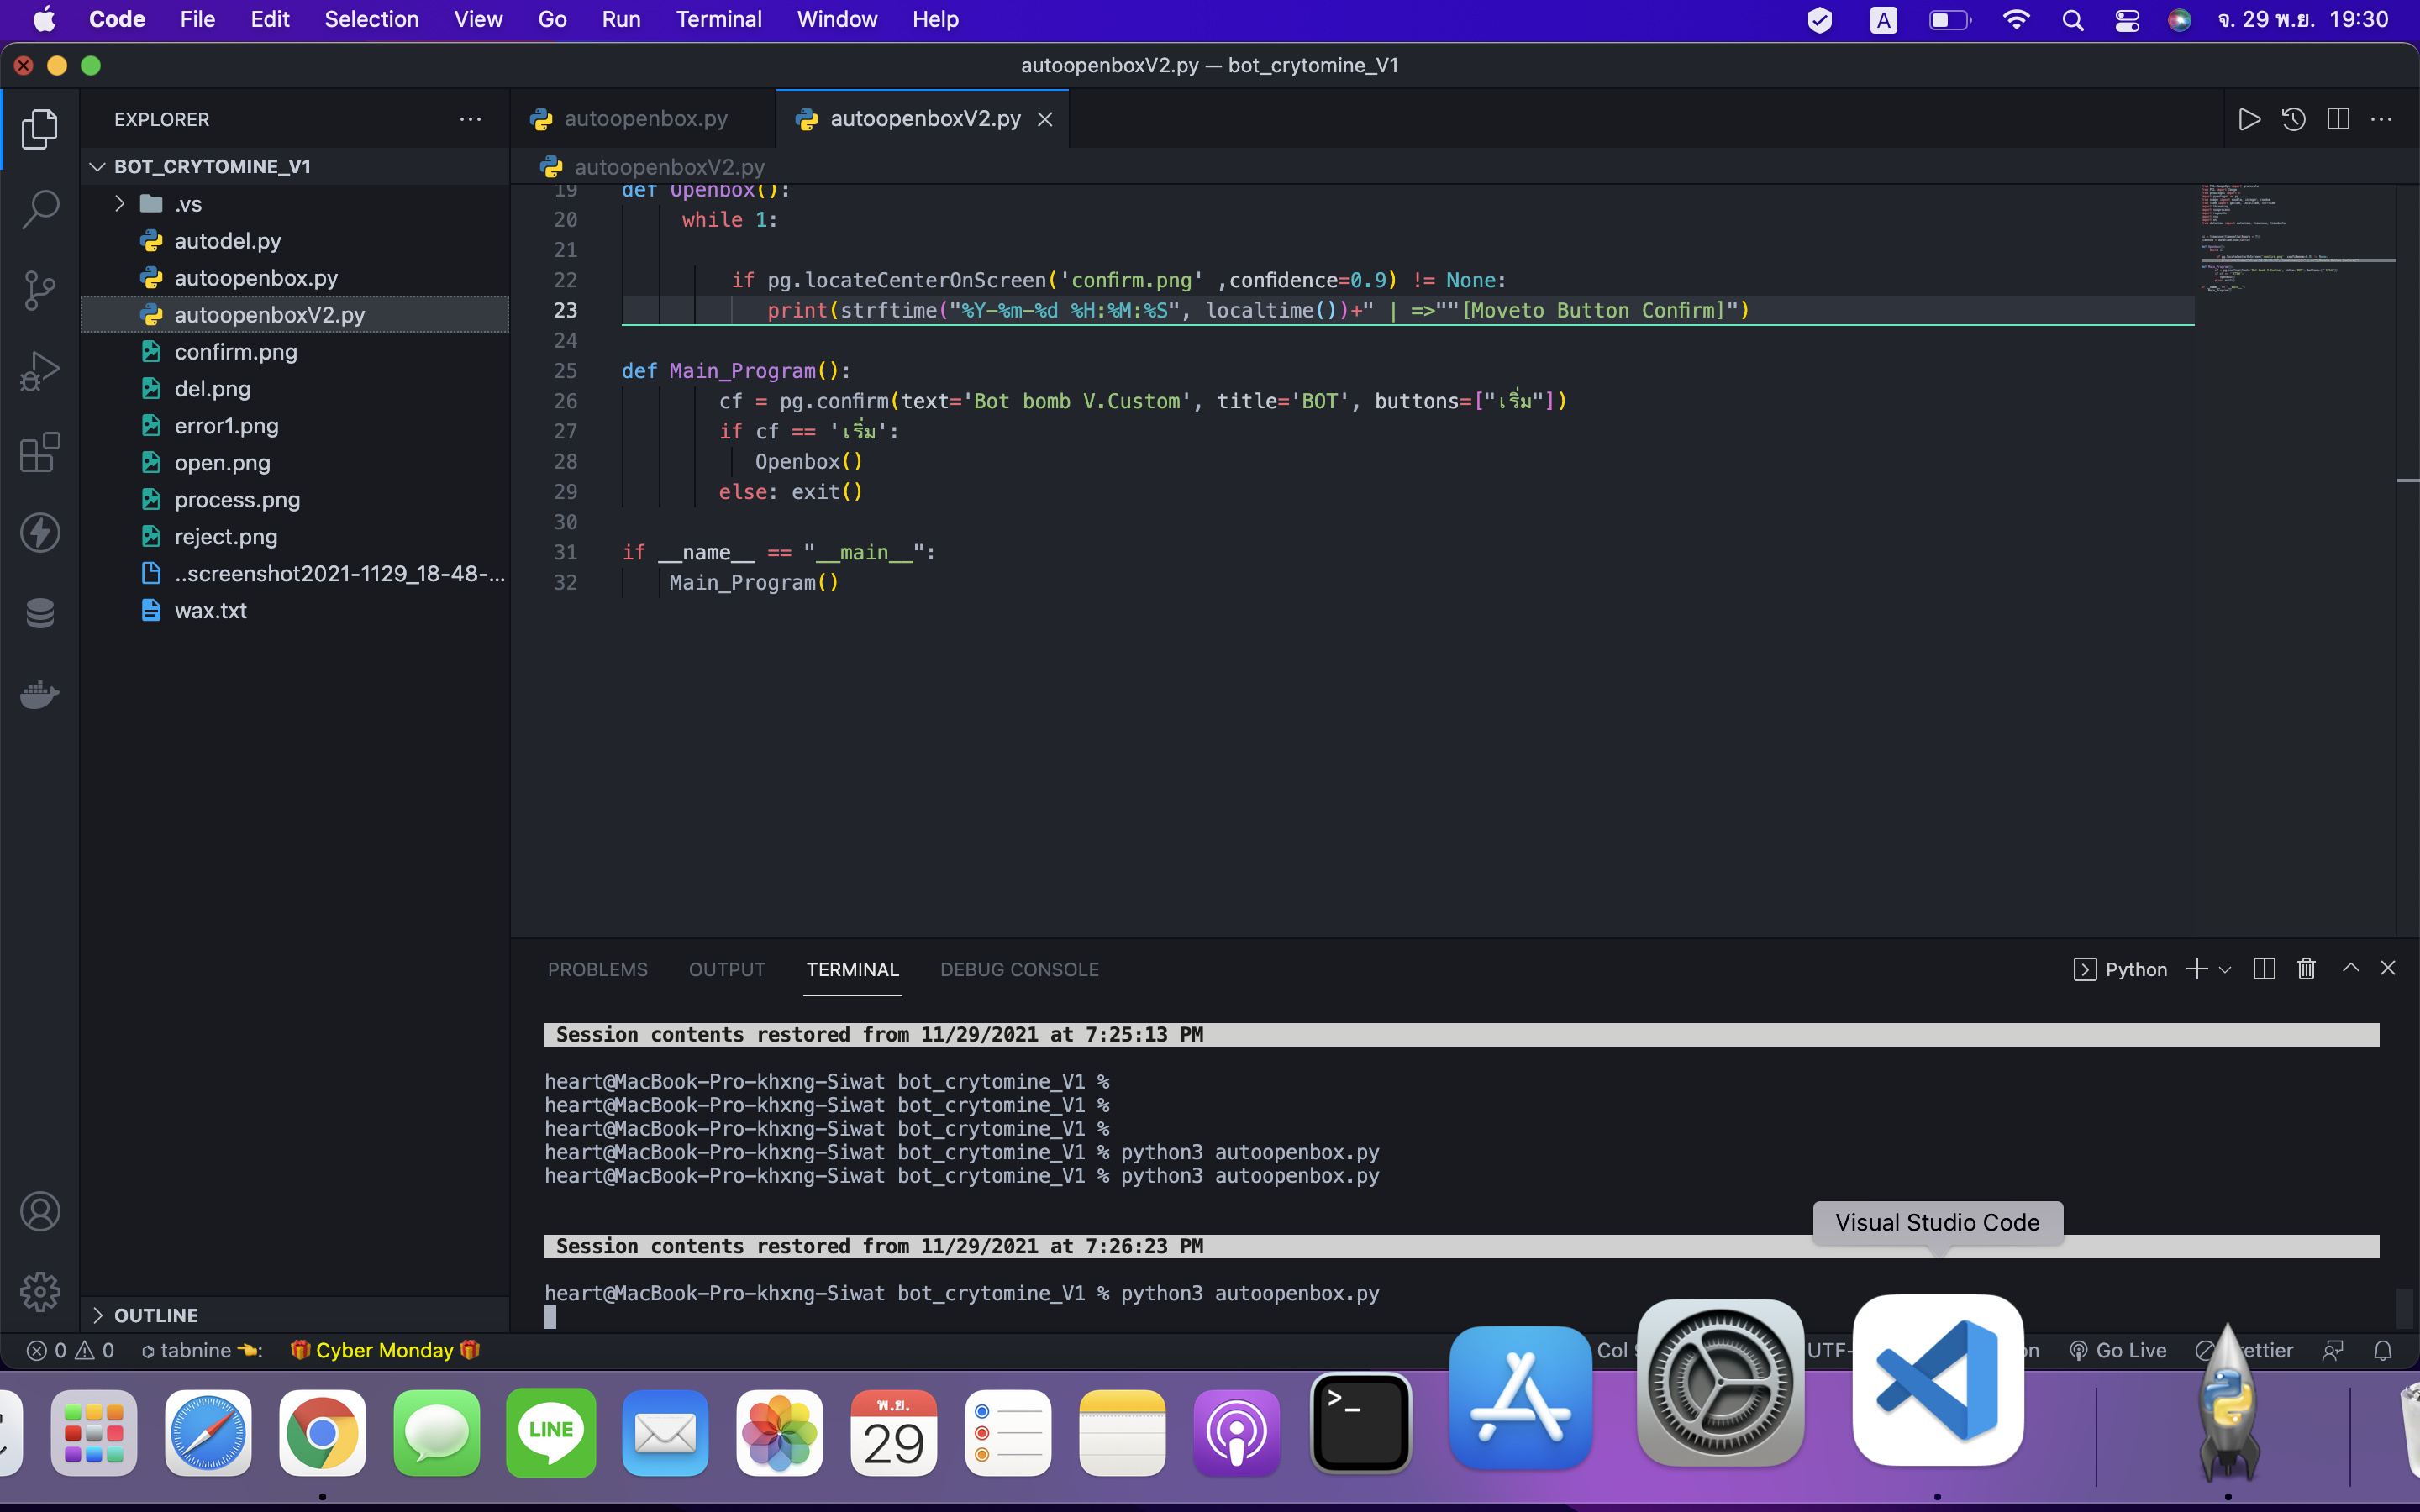 Code File Edit Selection View Go Run Terminal Window Help A จ. 29 พ.ย. 19:30
autoopenboxV2.py — bot_crytomine_V1
EXPLORER
autoopenbox.py
autoopenboxV2.py
BOT_CRYTOMINE_V1
autoopenboxV2.py
.vs
autodel.py
autoopenbox.py
autoopenboxV2.py
confirm.png
del.png
error1.png
open.png
process.png
reject.png
..screenshot2021-1129_18-48-...
wax.txt
OUTLINE
19 def Openbox():
20 while 1:
21
22 if pg.locateCenterOnScreen('confirm.png' ,confidence=0.9) != None:
23 print(strftime("%Y-%m-%d %H:%M:%S", localtime())+" | =>""[Moveto Button Confirm]")
24
25 def Main_Program():
26 cf = pg.confirm(text='Bot bomb V.Custom', title='BOT', buttons=["เริ่ม"])
27 if cf == 'เริ่ม':
28 Openbox()
29 else: exit()
30
31 if __name__ == "__main__":
32 Main_Program()
PROBLEMS OUTPUT TERMINAL DEBUG CONSOLE Python
Session contents restored from 11/29/2021 at 7:25:13 PM
heart@MacBook-Pro-khxng-Siwat bot_crytomine_V1 %
heart@MacBook-Pro-khxng-Siwat bot_crytomine_V1 %
heart@MacBook-Pro-khxng-Siwat bot_crytomine_V1 %
heart@MacBook-Pro-khxng-Siwat bot_crytomine_V1 % python3 autoopenbox.py
heart@MacBook-Pro-khxng-Siwat bot_crytomine_V1 % python3 autoopenbox.py
Session contents restored from 11/29/2021 at 7:26:23 PM
heart@MacBook-Pro-khxng-Siwat bot_crytomine_V1 % python3 autoopenbox.py
Visual Studio Code
0 0 tabnine : Cyber Monday Col UTF- on Go Live ettier
LINE
พ.ย.
29